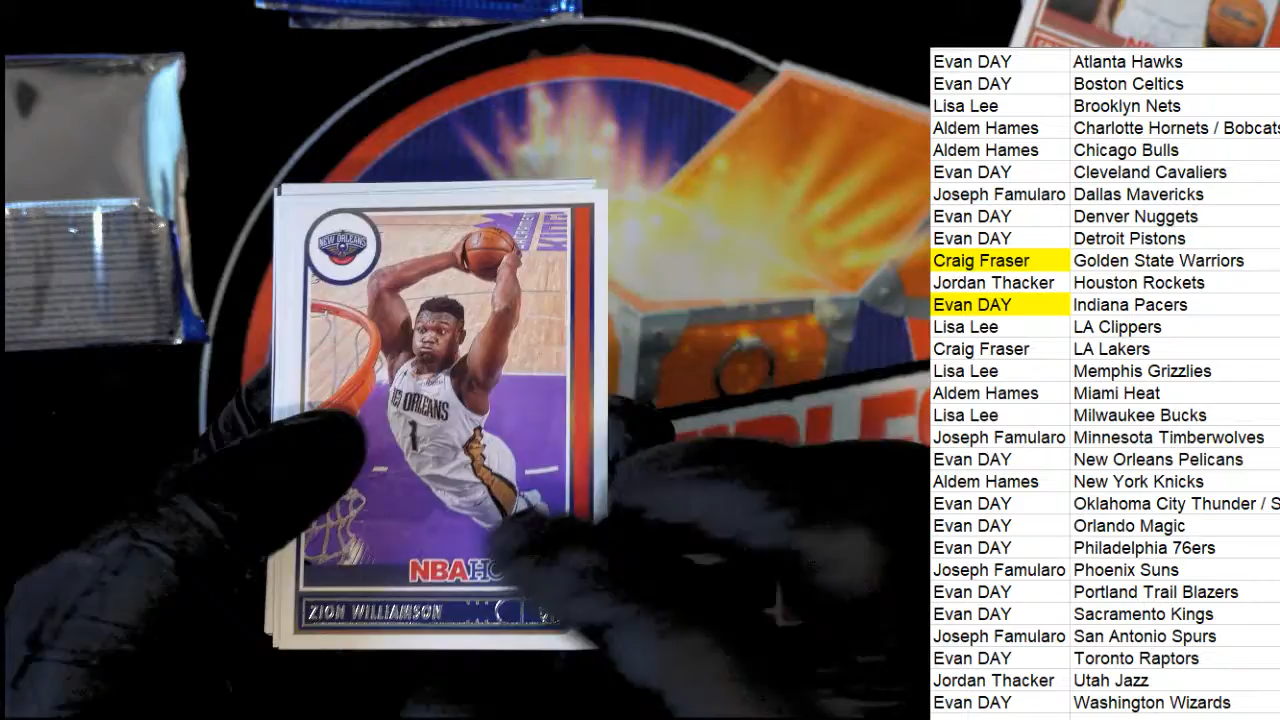 NEW ORLEANS
NEW ORLEANS
1
NBAHO
ZION WILLIAMSON
Evan DAY Atlanta Hawks
Evan DAY Boston Celtics
Lisa Lee Brooklyn Nets
Aldem Hames Charlotte Hornets / Bobcats
Aldem Hames Chicago Bulls
Evan DAY Cleveland Cavaliers
Joseph Famularo Dallas Mavericks
Evan DAY Denver Nuggets
Evan DAY Detroit Pistons
Craig Fraser Golden State Warriors
Jordan Thacker Houston Rockets
Evan DAY Indiana Pacers
Lisa Lee LA Clippers
Craig Fraser LA Lakers
Lisa Lee Memphis Grizzlies
Aldem Hames Miami Heat
Lisa Lee Milwaukee Bucks
Joseph Famularo Minnesota Timberwolves
Evan DAY New Orleans Pelicans
Aldem Hames New York Knicks
Evan DAY Oklahoma City Thunder / S
Evan DAY Orlando Magic
Evan DAY Philadelphia 76ers
Joseph Famularo Phoenix Suns
Evan DAY Portland Trail Blazers
Evan DAY Sacramento Kings
Joseph Famularo San Antonio Spurs
Evan DAY Toronto Raptors
Jordan Thacker Utah Jazz
Evan DAY Washington Wizards